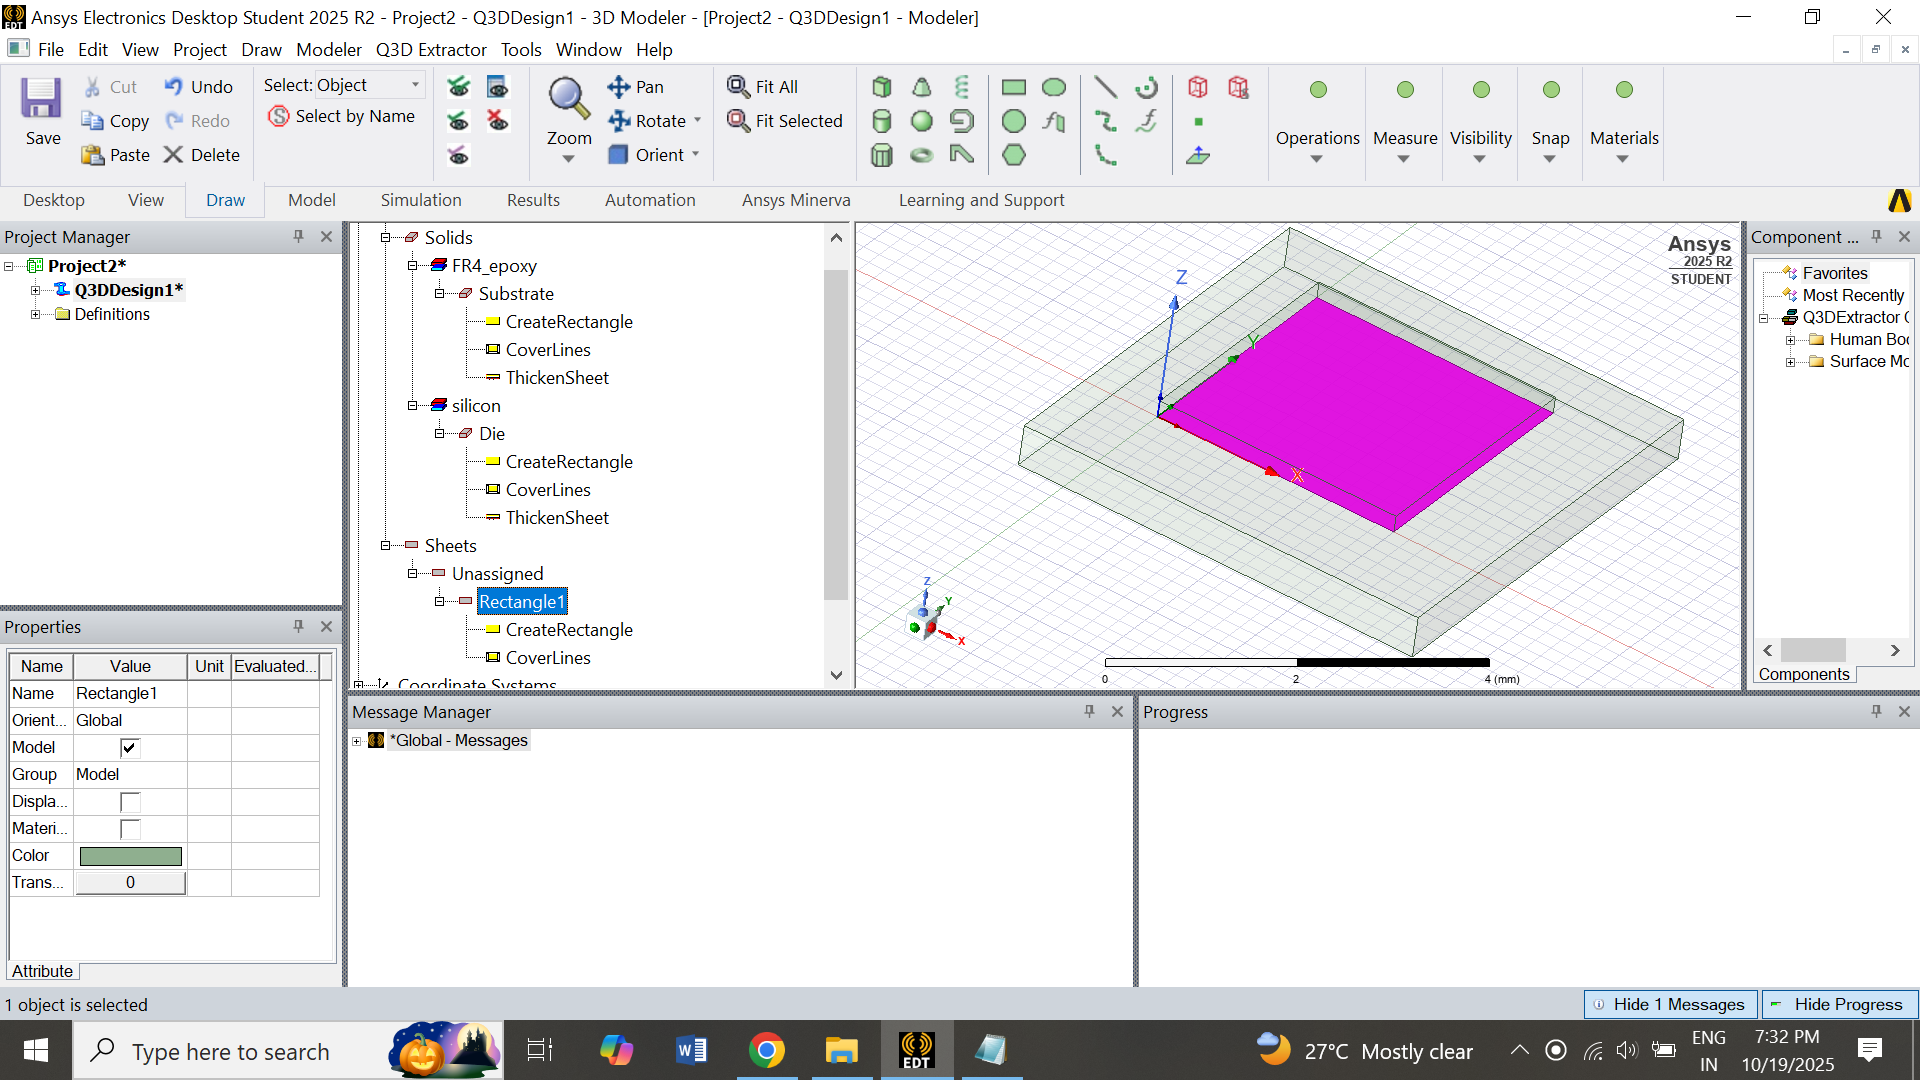 Ansys Electronics Desktop Student 2025 R2 - Project2 - Q3DDesign1 - 3D Modeler - [Project2 - Q3DDesign1 - Modeler]
File Edit View Project Draw Modeler Q3D Extractor Tools Window Help
Save
Cut
Copy
Paste
Undo
Redo
Delete
Select: Object
Select by Name
Zoom
Pan
Rotate
Orient
Fit All
Fit Selected
Operations
Measure
Visibility
Snap
Materials
Desktop View Draw Model Simulation Results Automation Ansys Minerva Learning and Support
Project Manager
Project2*
Q3DDesign1*
Definitions
Properties
Name Value Unit Evaluated...
Name Rectangle1
Orient... Global
Model
Group Model
Displa...
Materi...
Color
Trans... 0
Attribute
Solids
FR4_epoxy
Substrate
CreateRectangle
CoverLines
ThickenSheet
silicon
Die
CreateRectangle
CoverLines
ThickenSheet
Sheets
Unassigned
Rectangle1
CreateRectangle
CoverLines
Coordinate Systems
Z
Y
X
Z
Y
X
0 2 4 (mm)
Ansys
2025 R2
STUDENT
Component ...
Favorites
Most Recently
Q3DExtractor C
Human Boo
Surface Mo
Components
Message Manager
*Global - Messages
Progress
1 object is selected
Hide 1 Messages
Hide Progress
EDT
EDT
Type here to search
27°C Mostly clear
ENG
IN
7:32 PM
10/19/2025